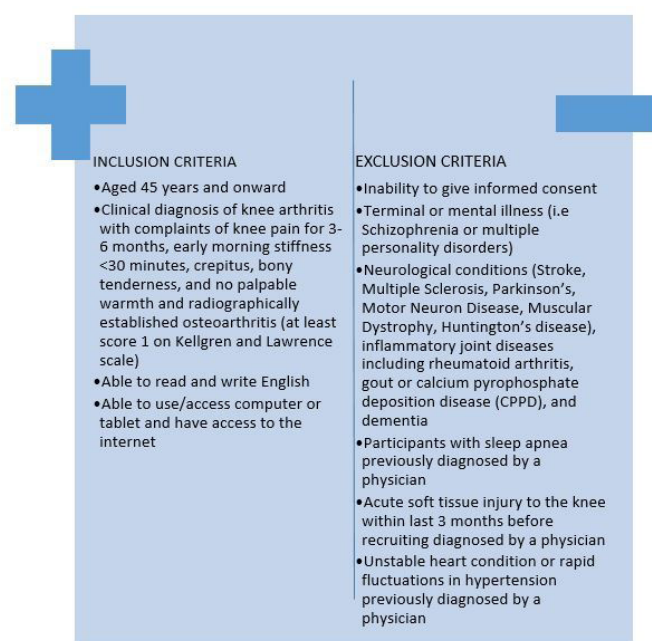 INCLUSION CRITERIA
•Aged 45 years and onward
•Clinical diagnosis of knee arthritis
with complaints of knee pain for 3-
6 months, early morning stiffness
<30 minutes, crepitus, bony
tenderness, and no palpable
warmth and radiographically
established osteoarthritis (at least
score 1 on Kellgren and Lawrence
scale)
•Able to read and write English
•Able to use/access computer or
tablet and have access to the
internet
EXCLUSION CRITERIA
•Inability to give informed consent
•Terminal or mental illness (i.e
Schizophrenia or multiple
personality disorders)
•Neurological conditions (Stroke,
Multiple Sclerosis, Parkinson’s,
Motor Neuron Disease, Muscular
Dystrophy, Huntington’s disease),
inflammatory joint diseases
including rheumatoid arthritis,
gout or calcium pyrophosphate
deposition disease (CPPD), and
dementia
•Participants with sleep apnea
previously diagnosed by a
physician
•Acute soft tissue injury to the knee
within last 3 months before
recruiting diagnosed by a physician
•Unstable heart condition or rapid
fluctuations in hypertension
previously diagnosed by a
physician